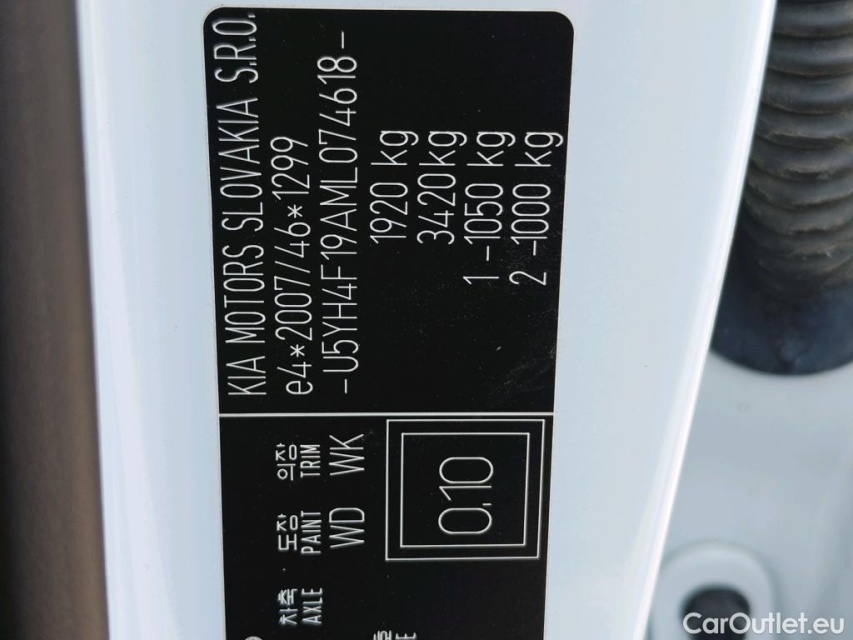 KIA MOTORS SLOVAKIA S.R.O.
e4*2007/46*1299
-U5YH4F19AML074618-
1920 kg
3420 kg
1 -1050 kg
2 -1000 kg
의장
TRIM
WK
도장
PAINT
WD
0.10
차축
AXLE
CarOutlet.eu